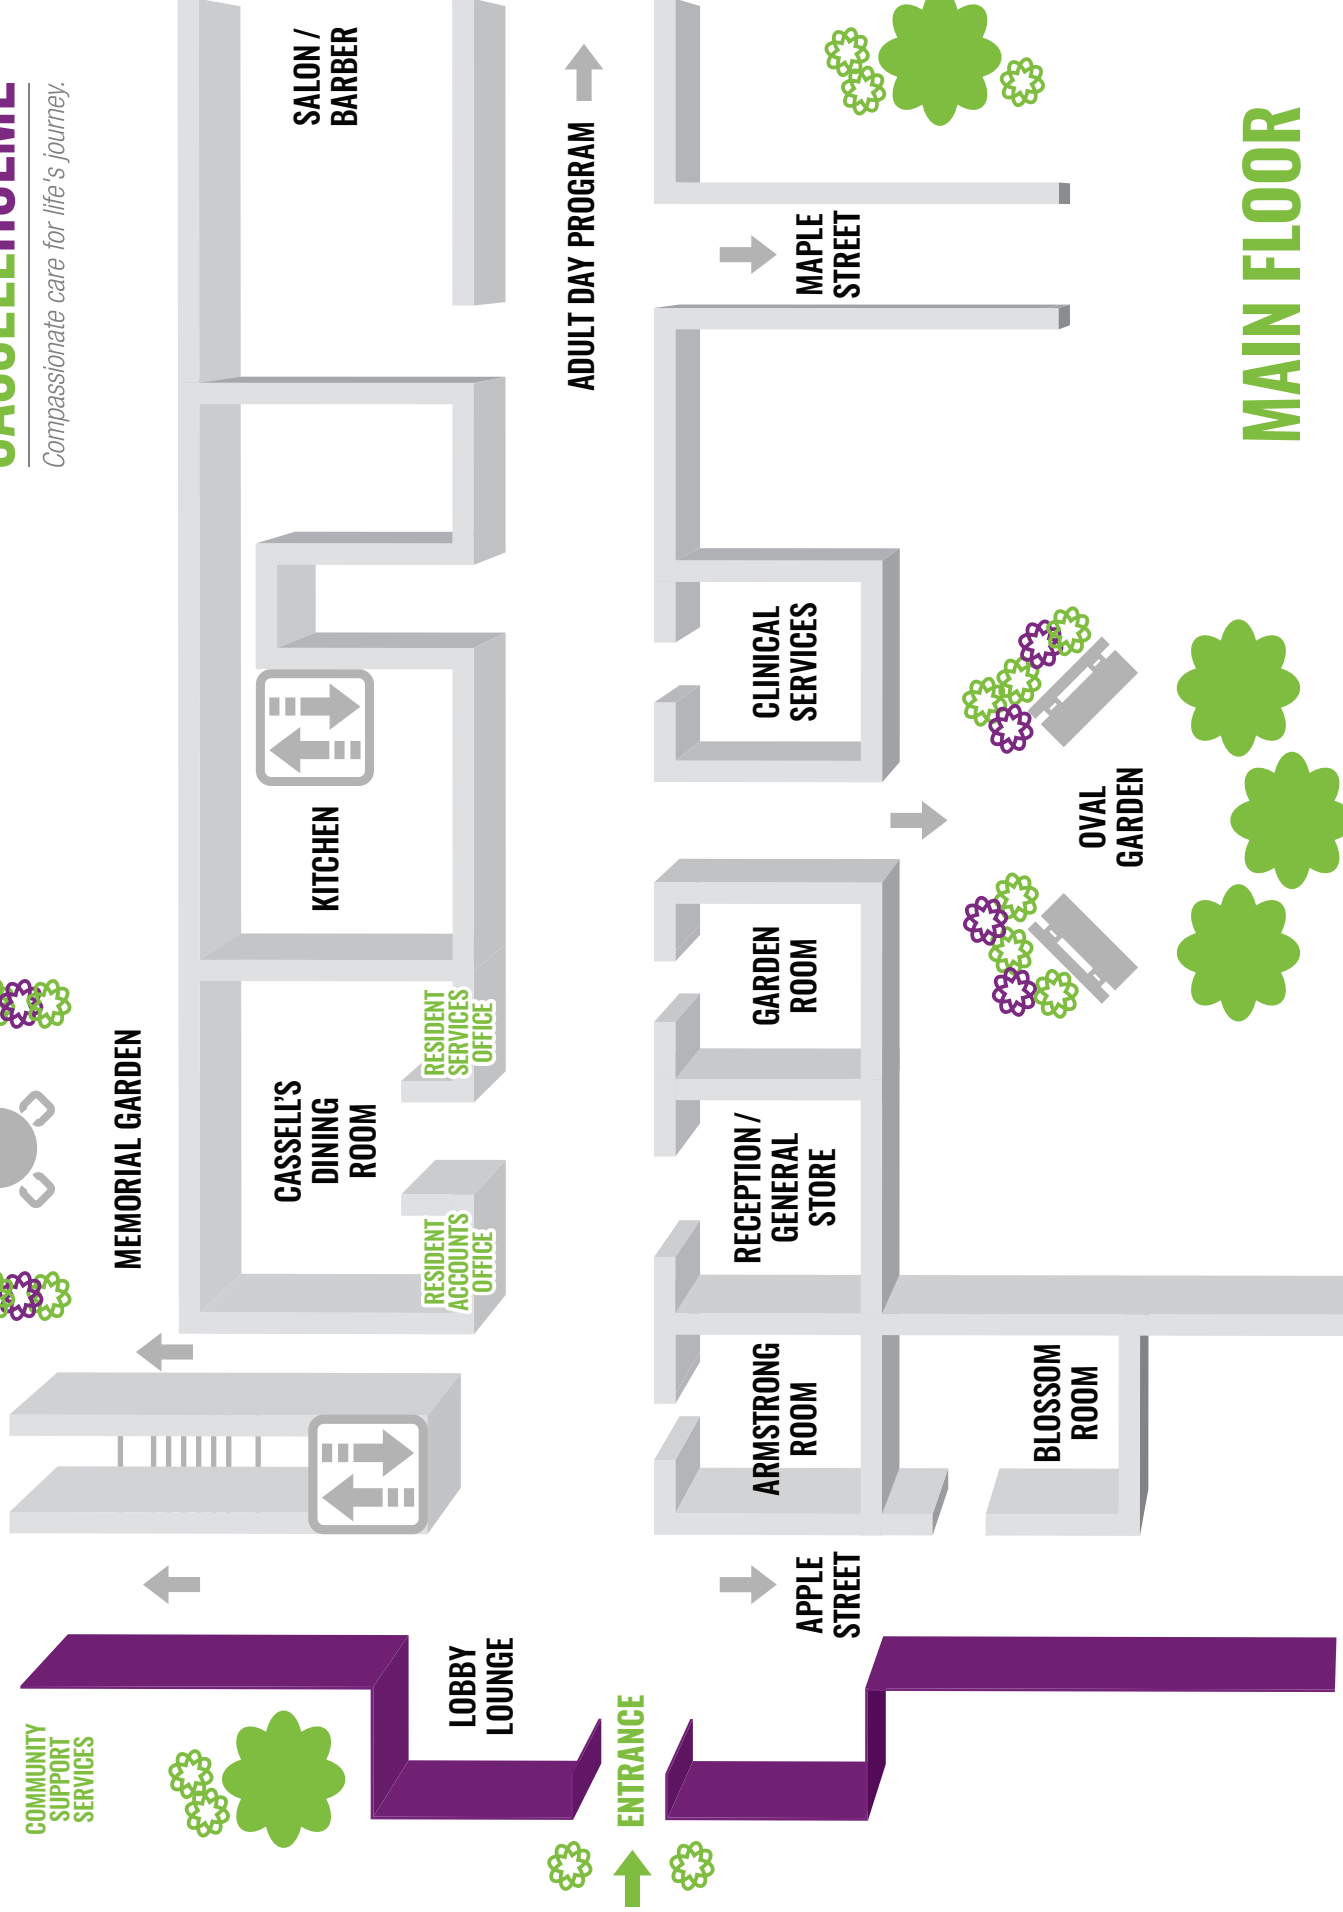 Compassionate care for life's journey.
MAIN FLOOR
SALON /
BARBER
ADULT DAY PROGRAM
MAPLE
STREET
KITCHEN
CLINICAL
SERVICES
OVAL
GARDEN
GARDEN
ROOM
MEMORIAL GARDEN
CASSELL'S
DINING
ROOM
RESIDENT
SERVICES
OFFICE
RESIDENT
ACCOUNTS
OFFICE
RECEPTION/
GENERAL
STORE
ARMSTRONG
ROOM
BLOSSOM
ROOM
APPLE
STREET
LOBBY
LOUNGE
ENTRANCE
COMMUNITY
SUPPORT
SERVICES